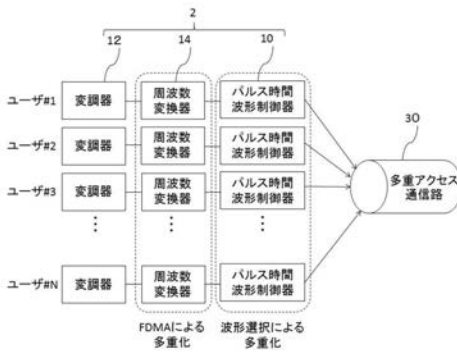 2
12
14
10
ユーザ#1
変調器
周波数
変換器
パルス時間
波形制御器
ユーザ#2
変調器
周波数
変換器
パルス時間
波形制御器
ユーザ#3
変調器
周波数
変換器
パルス時間
波形制御器
30
多重アクセス
通信路
ユーザ#N
変調器
周波数
変換器
パルス時間
波形制御器
FDMAによる
多重化
波形選択による
多重化